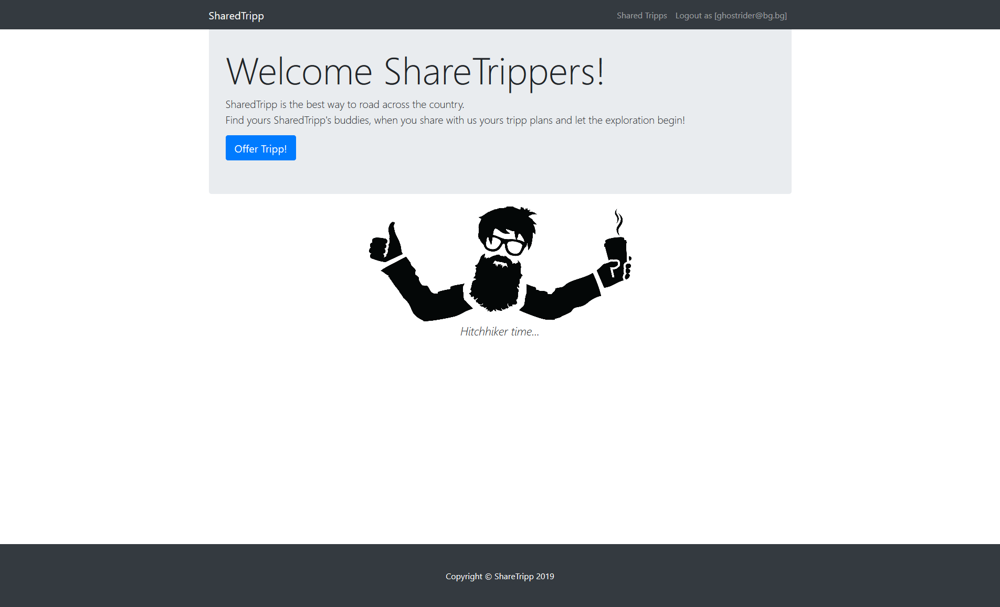 SharedTripp
Shared Tripps
Logout as [ghostrider@bg.bg]
Welcome ShareTrippers!
SharedTripp is the best way to road across the country.
Find yours SharedTripp's buddies, when you share with us yours tripp plans and let the exploration begin!
Offer Tripp!
Hitchhiker time...
Copyright © ShareTripp 2019